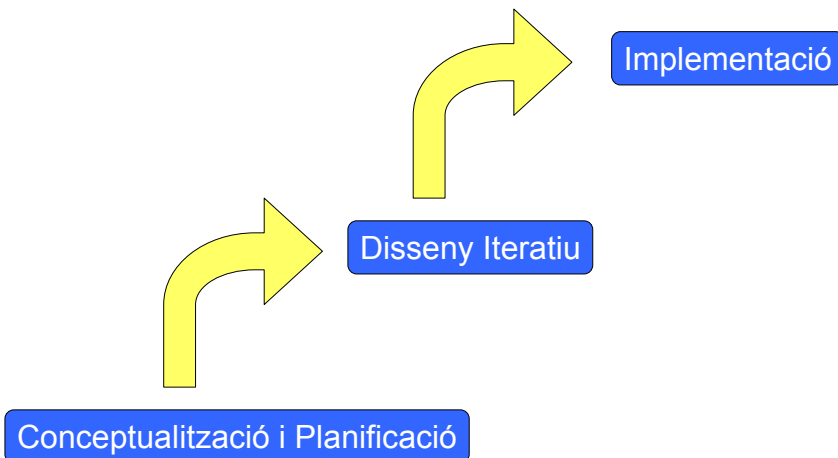 Implementació
Disseny Iteratiu
Conceptualització i Planificació